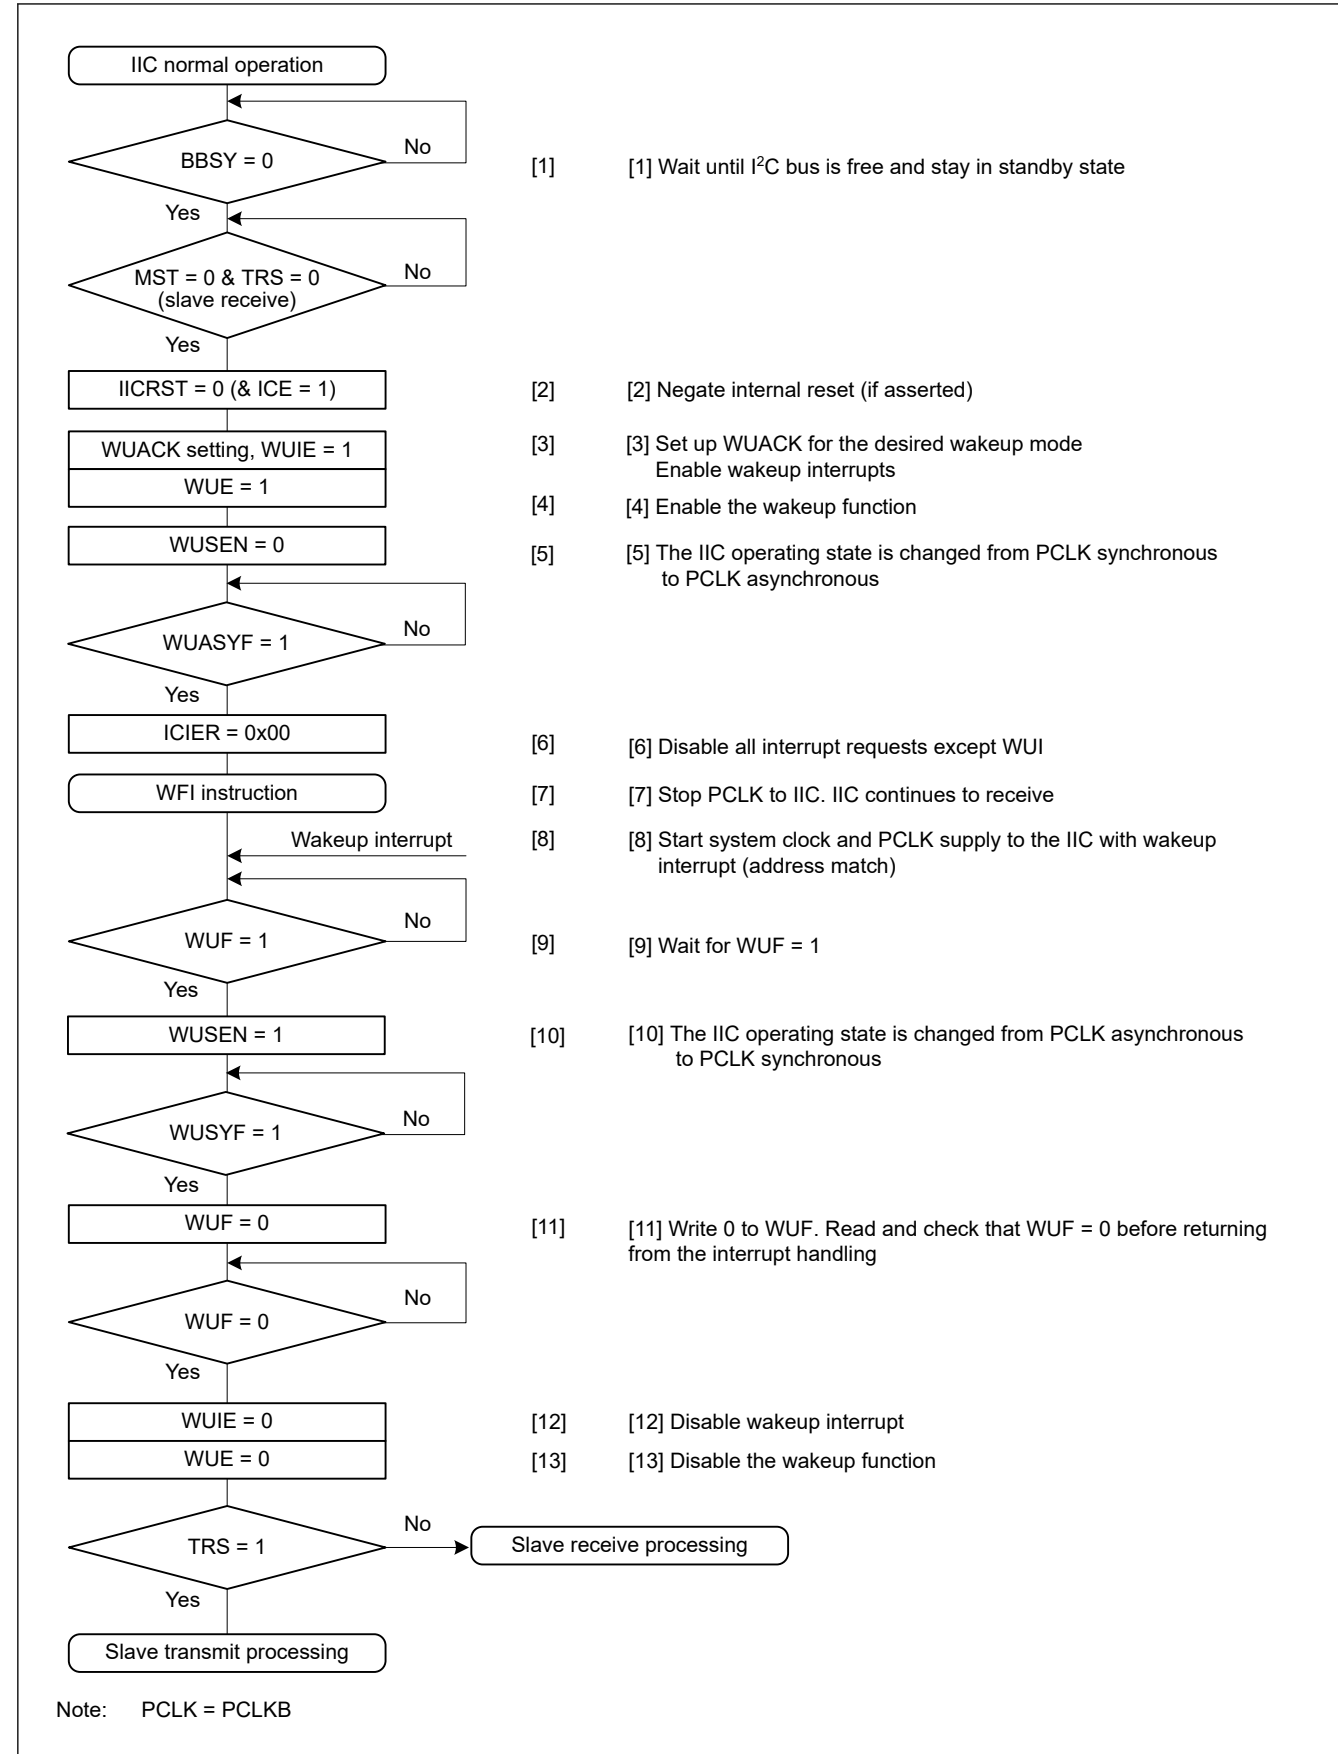 IIC normal operation
No
BBSY = 0
[1] [1] Wait until I²C bus is free and stay in standby state
Yes
MST = 0 & TRS = 0
(slave receive)
No
Yes
IICRST = 0 (& ICE = 1)
[2] [2] Negate internal reset (if asserted)
WUACK setting, WUIE = 1
[3] [3] Set up WUACK for the desired wakeup mode
Enable wakeup interrupts
WUE = 1
[4] [4] Enable the wakeup function
WUSEN = 0
[5] [5] The IIC operating state is changed from PCLK synchronous
to PCLK asynchronous
WUASYF = 1
No
Yes
ICIER = 0x00
[6] [6] Disable all interrupt requests except WUI
WFI instruction
[7] [7] Stop PCLK to IIC. IIC continues to receive
Wakeup interrupt
[8] [8] Start system clock and PCLK supply to the IIC with wakeup
interrupt (address match)
No
WUF = 1
[9] [9] Wait for WUF = 1
Yes
WUSEN = 1
[10] [10] The IIC operating state is changed from PCLK asynchronous
to PCLK synchronous
No
WUSYF = 1
Yes
WUF = 0
[11] [11] Write 0 to WUF. Read and check that WUF = 0 before returning
from the interrupt handling
No
WUF = 0
Yes
WUIE = 0
[12] [12] Disable wakeup interrupt
WUE = 0
[13] [13] Disable the wakeup function
No
TRS = 1
Slave receive processing
Yes
Slave transmit processing
Note: PCLK = PCLKB